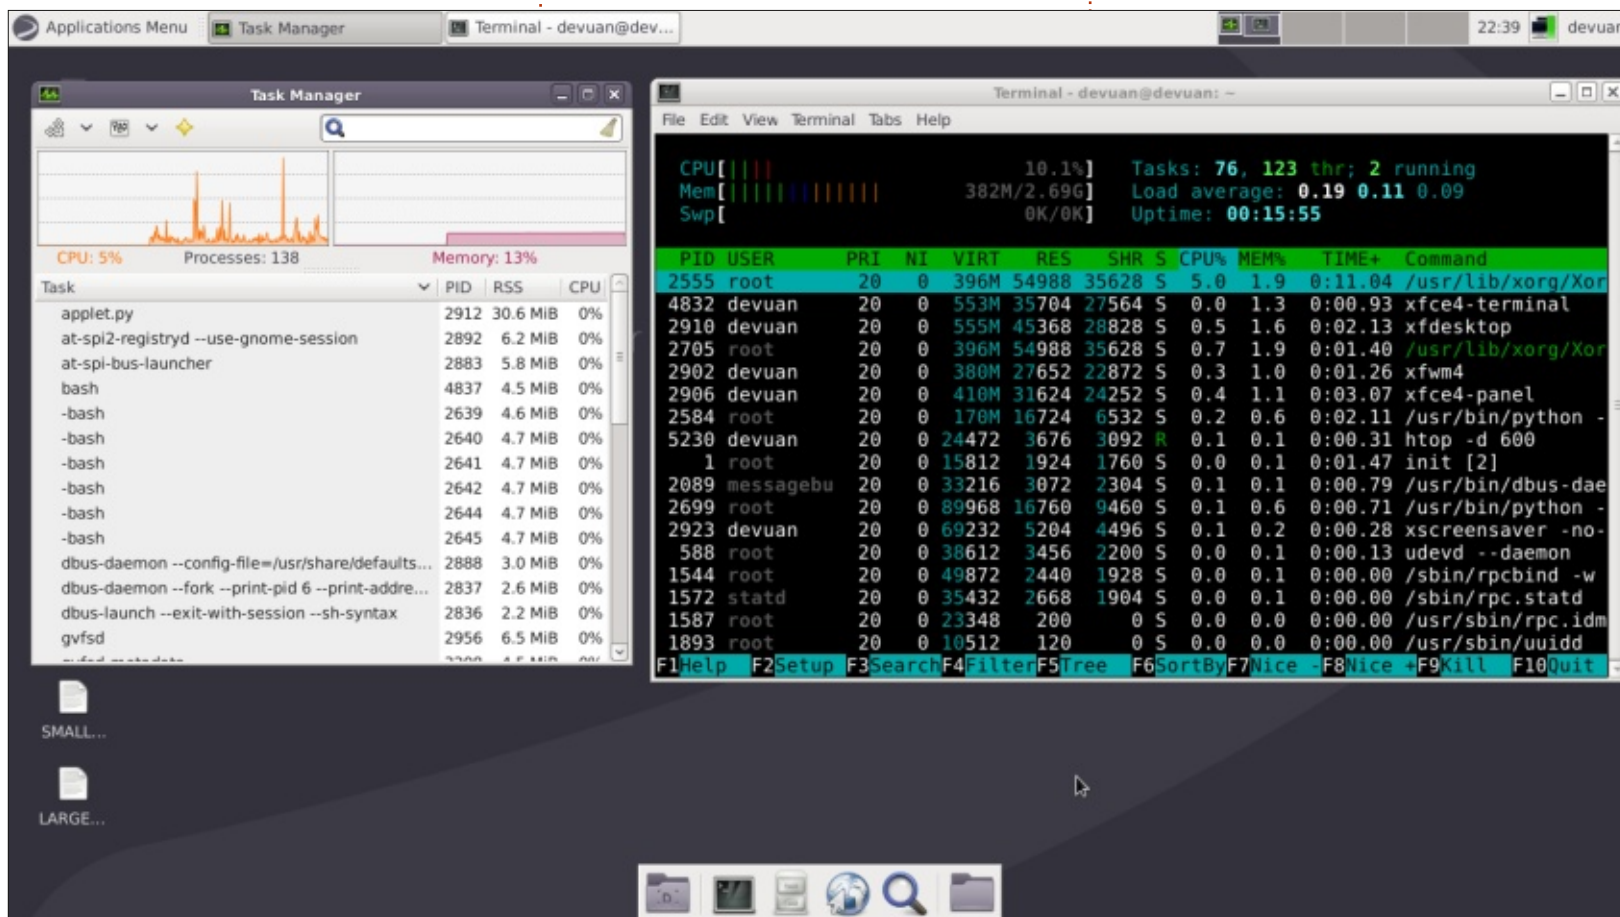 Applications Menu
Task Manager
Terminal - devuan@dev...
22:39
devuan
Task Manager
CPU: 5% Processes: 138 Memory: 13%
Task PID RSS CPU
applet.py 2912 30.6 MiB 0%
at-spi2-registryd --use-gnome-session 2892 6.2 MiB 0%
at-spi-bus-launcher 2883 5.8 MiB 0%
bash 4837 4.5 MiB 0%
-bash 2639 4.6 MiB 0%
-bash 2640 4.7 MiB 0%
-bash 2641 4.7 MiB 0%
-bash 2642 4.7 MiB 0%
-bash 2644 4.7 MiB 0%
-bash 2645 4.7 MiB 0%
dbus-daemon --config-file=/usr/share/defaults... 2888 3.0 MiB 0%
dbus-daemon --fork --print-pid 6 --print-addre... 2837 2.6 MiB 0%
dbus-launch --exit-with-session --sh-syntax 2836 2.2 MiB 0%
gvfsd 2956 6.5 MiB 0%
Terminal - devuan@devuan: ~
File Edit View Terminal Tabs Help
CPU[|||| 10.1%] Tasks: 76, 123 thr; 2 running
Mem[||||||||||||| 382M/2.69G] Load average: 0.19 0.11 0.09
Swp[ 0K/0K] Uptime: 00:15:55
PID USER PRI NI VIRT RES SHR S CPU% MEM% TIME+ Command
2555 root 20 0 396M 54988 35628 S 5.0 1.9 0:11.04 /usr/lib/xorg/Xor
4832 devuan 20 0 553M 35704 27564 S 0.0 1.3 0:00.93 xfce4-terminal
2910 devuan 20 0 555M 45368 28828 S 0.5 1.6 0:02.13 xfdesktop
2705 root 20 0 396M 54988 35628 S 0.7 1.9 0:01.40 /usr/lib/xorg/Xor
2902 devuan 20 0 380M 27652 22872 S 0.3 1.0 0:01.26 xfwm4
2906 devuan 20 0 410M 31624 24252 S 0.4 1.1 0:03.07 xfce4-panel
2584 root 20 0 170M 16724 6532 S 0.2 0.6 0:02.11 /usr/bin/python -
5230 devuan 20 0 24472 3676 3092 R 0.1 0.1 0:00.31 htop -d 600
1 root 20 0 15812 1924 1760 S 0.0 0.1 0:01.47 init [2]
2089 messagebu 20 0 33216 3072 2304 S 0.1 0.1 0:00.79 /usr/bin/dbus-dae
2699 root 20 0 89968 16760 9460 S 0.1 0.6 0:00.71 /usr/bin/python -
2923 devuan 20 0 69232 5204 4496 S 0.1 0.2 0:00.28 xscreensaver -no-
588 root 20 0 38612 3456 2200 S 0.0 0.1 0:00.13 udevd --daemon
1544 root 20 0 49872 2440 1928 S 0.0 0.1 0:00.00 /sbin/rpcbind -w
1572 statd 20 0 35432 2668 1904 S 0.0 0.1 0:00.00 /sbin/rpc.statd
1587 root 20 0 23348 200 0 S 0.0 0.0 0:00.00 /usr/sbin/rpc.idm
1893 root 20 0 10512 120 0 S 0.0 0.0 0:00.00 /usr/sbin/uuidd
F1Help F2Setup F3SearchF4FilterF5Tree F6SortByF7Nice -F8Nice +F9Kill F10Quit
SMALL...
LARGE...